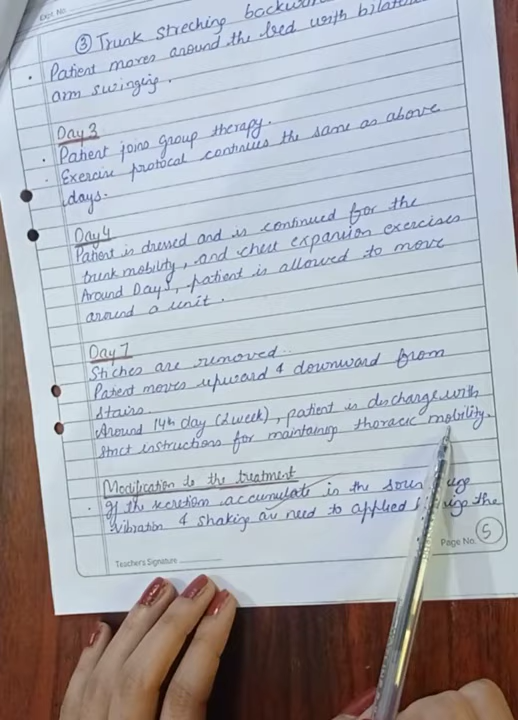 Expt. No.
③ Trunk streching backwa
• Patient moves around the bed with bilate
arm swinging.
Day 3
• Patient joins group therapy.
• Exercise protocal continues the same as above
days.
Day 4
Patient is dressed and is continued for the
trunk mobility, and chest expansion exercises
Around Day 5, patient is allowed to move
around a unit.
Day 7
Stiches are removed..
Patient moves upward & downward from
stairs.
Around 14th day (2 week), patient is discharge with
strict instructions for maintaining thoracic mobility.
Modification to the treatment
• If the secretion accumulate in the
vibration & shaking are need to applied the
Teacher's Signature
Page No. 5